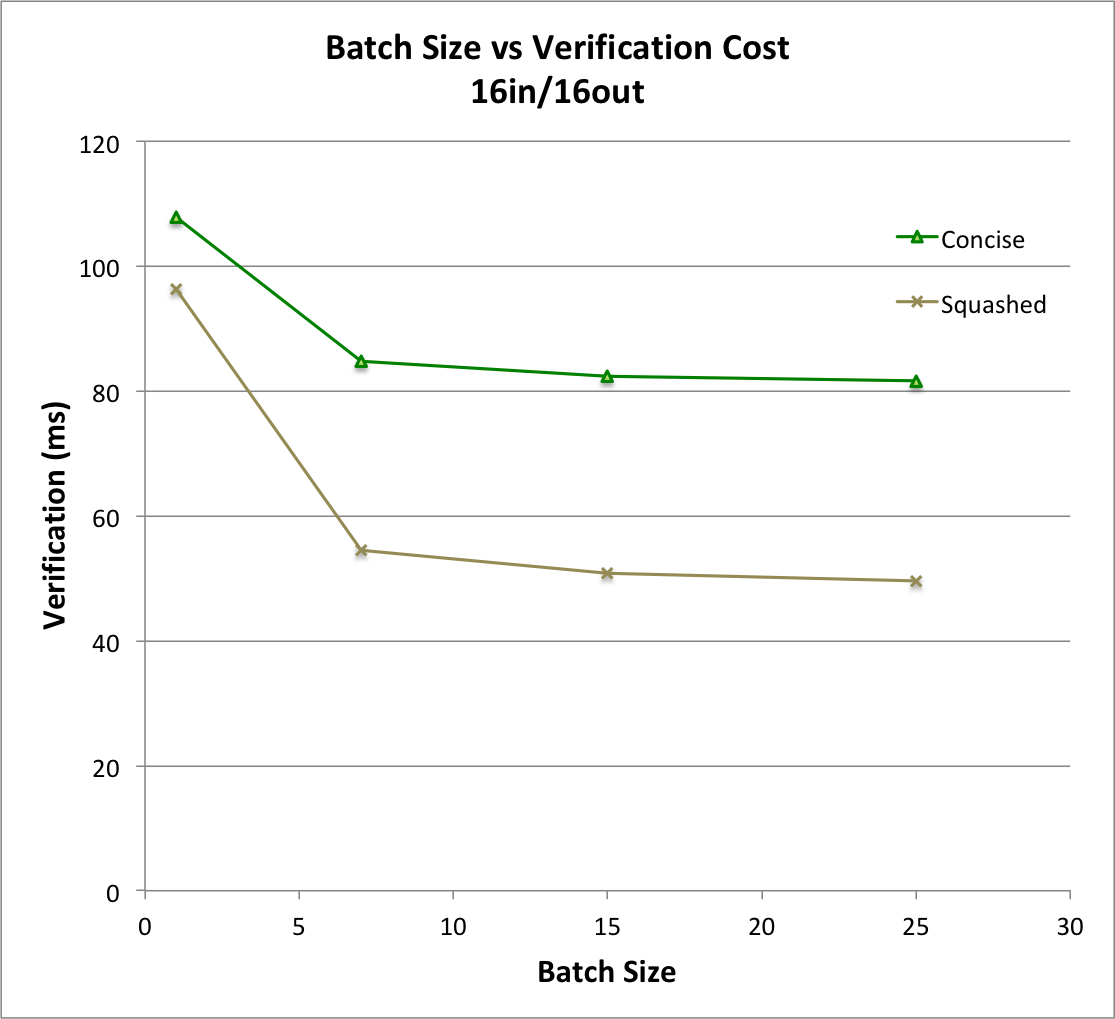 Batch Size vs Verification Cost
16in/16out
120
100
80
60
40
20
0
Verification (ms)
Concise
Squashed
0 5 10 15 20 25 30
Batch Size